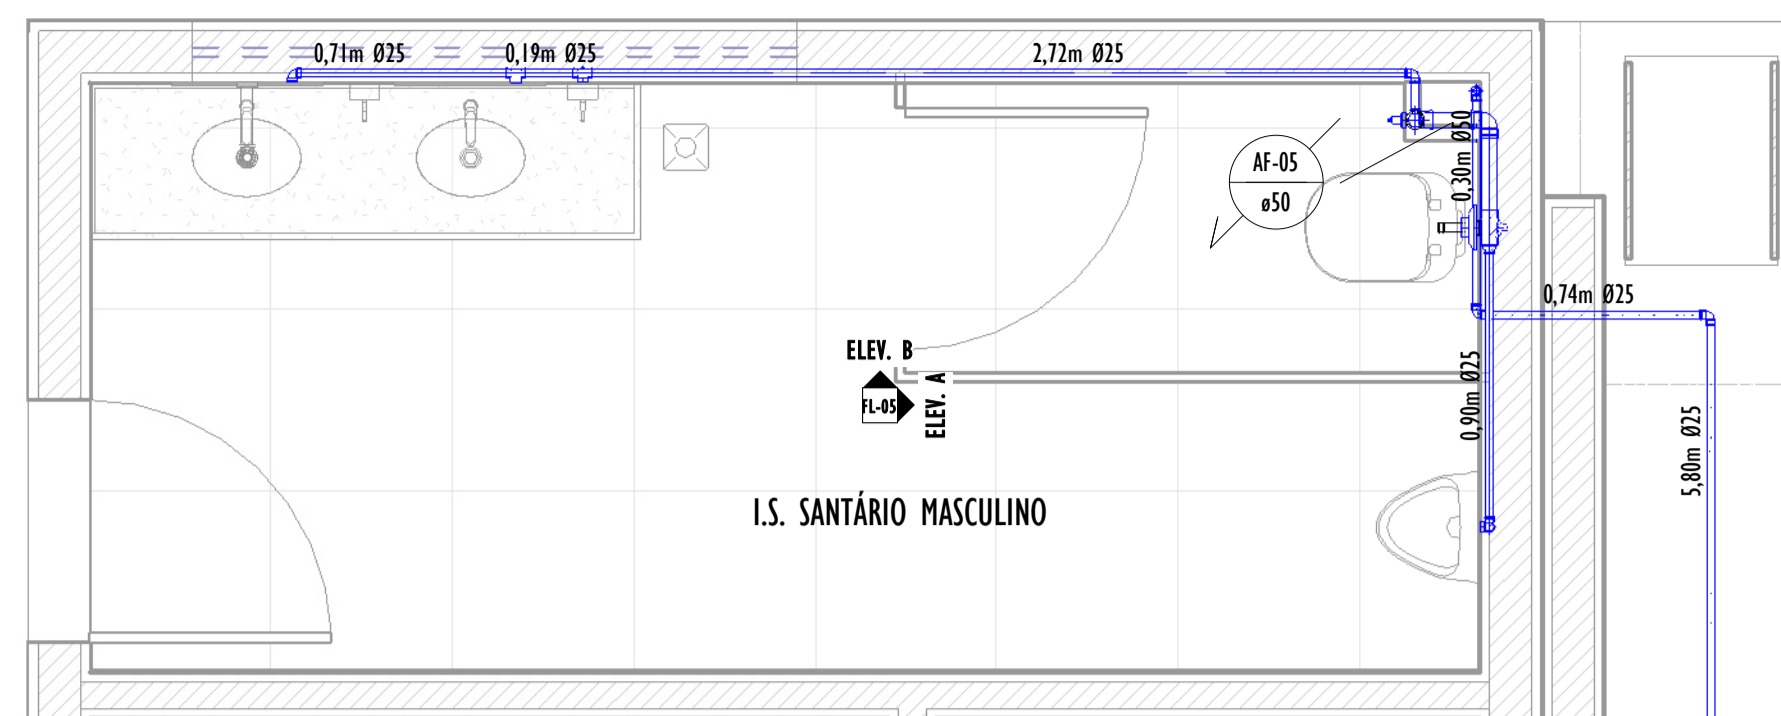 0,71m Ø25
0,19m Ø25
2,72m Ø25
0,30m Ø50
AF-05
ø50
0,74m Ø25
ELEV. B
ELEV. A
FL-05
0,90m Ø25
5,80m Ø25
I.S. SANTÁRIO MASCULINO